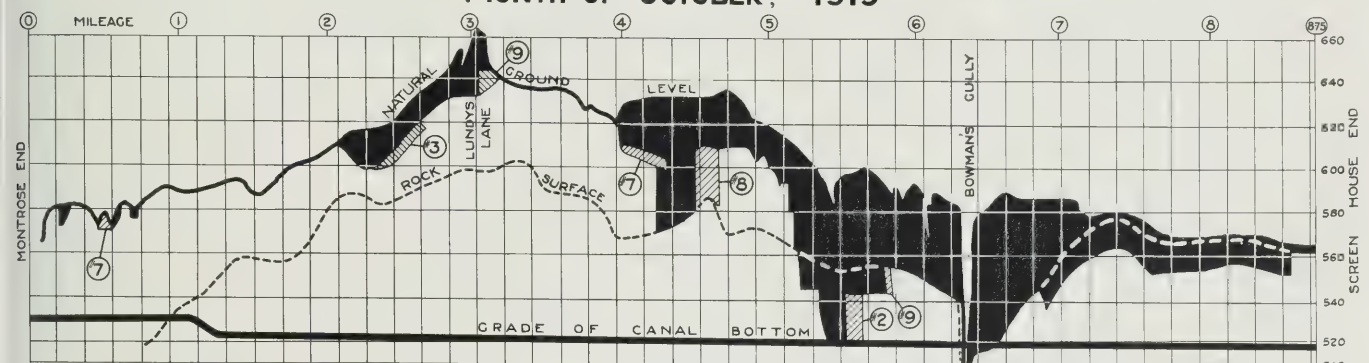 MONTH OF OCTOBER, 1919
0 MILEAGE 1 2 3 4 5 6 7 8 875
660
640
620
600
580
560
540
520
MONTROSE END
SCREEN HOUSE END
NATURAL GROUND LEVEL
LUNDYS LANE
BOWMAN'S GULLY
ROCK SURFACE
#9
#3
#7
#8
#7
#2
#9
GRADE OF CANAL BOTTOM